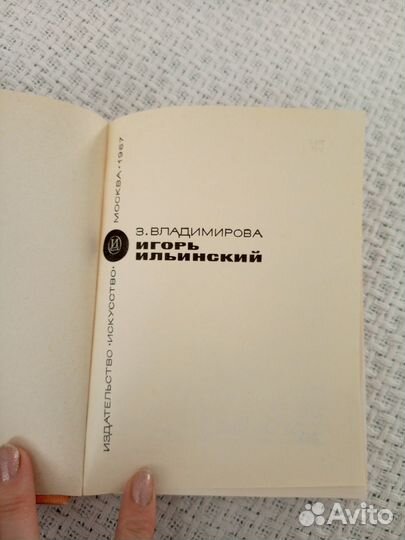 З. ВЛАДИМИРОВА
ИГОРЬ
ИЛЬИНСКИЙ
ИЗДАТЕЛЬСТВО «ИСКУССТВО» МОСКВА · 1967
Avito